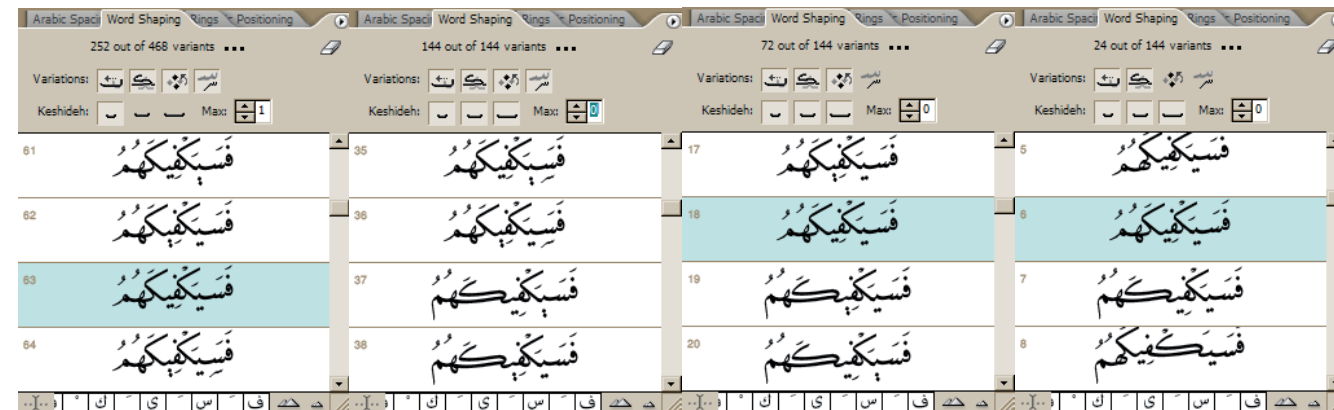 Arabic Spaci Word Shaping Rings Positioning
252 out of 468 variants
Variations:
Keshideh: Max: 1
61 فَسَيَكْفِيكَهُمُ
62 فَسَيَكْفِيكَهُمُ
63 فَسَيَكْفِيكَهُمُ
64 فَسَيَكْفِيكَهُمُ
ف َ س َ ى َ ك ْ
Arabic Spaci Word Shaping Rings Positioning
144 out of 144 variants
Variations:
Keshideh: Max: 0
35 فَسَيَكْفِيكَهُمُ
36 فَسَيَكْفِيكَهُمُ
37 فَسَيَكْفِيكَهُمُ
38 فَسَيَكْفِيكَهُمُ
ف َ س َ ى َ ك ْ
Arabic Spaci Word Shaping Rings Positioning
72 out of 144 variants
Variations:
Keshideh: Max: 0
17 فَسَيَكْفِيكَهُمُ
18 فَسَيَكْفِيكَهُمُ
19 فَسَيَكْفِيكَهُمُ
20 فَسَيَكْفِيكَهُمُ
ف َ س َ ى َ ك ْ
Arabic Spaci Word Shaping Rings Positioning
24 out of 144 variants
Variations:
Keshideh: Max: 0
5 فَسَيَكْفِيكَهُمُ
6 فَسَيَكْفِيكَهُمُ
7 فَسَيَكْفِيكَهُمُ
8 فَسَيَكْفِيكَهُمُ
ف َ س َ ى َ ك ْ